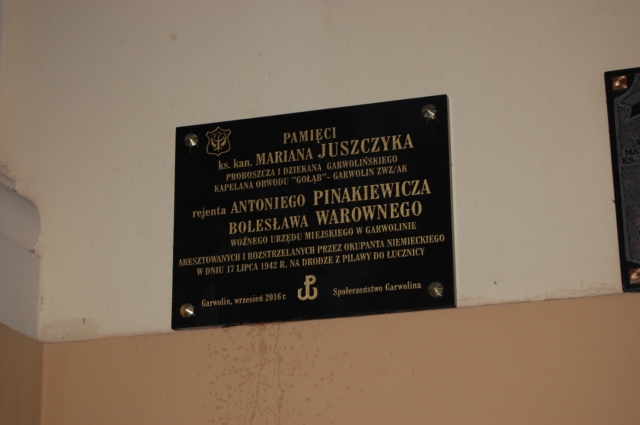 PAMIĘCI
ks. kan. MARIANA JUSZCZYKA
PROBOSZCZA I DZIEKANA GARWOLIŃSKIEGO
KAPELANA OBWODU "GOŁĄB"- GARWOLIN ZWZ/AK
rejenta ANTONIEGO PINAKIEWICZA
BOLESŁAWA WAROWNEGO
WOŹNEGO URZĘDU MIEJSKIEGO W GARWOLINIE
ARESZTOWANYCH I ROZSTRZELANYCH PRZEZ OKUPANTA NIEMIECKIEGO
W DNIU 17 LIPCA 1942 R. NA DRODZE Z PILAWY DO ŁUCZNICY
Garwolin, wrzesień 2016 r.
Społeczeństwo Garwolina